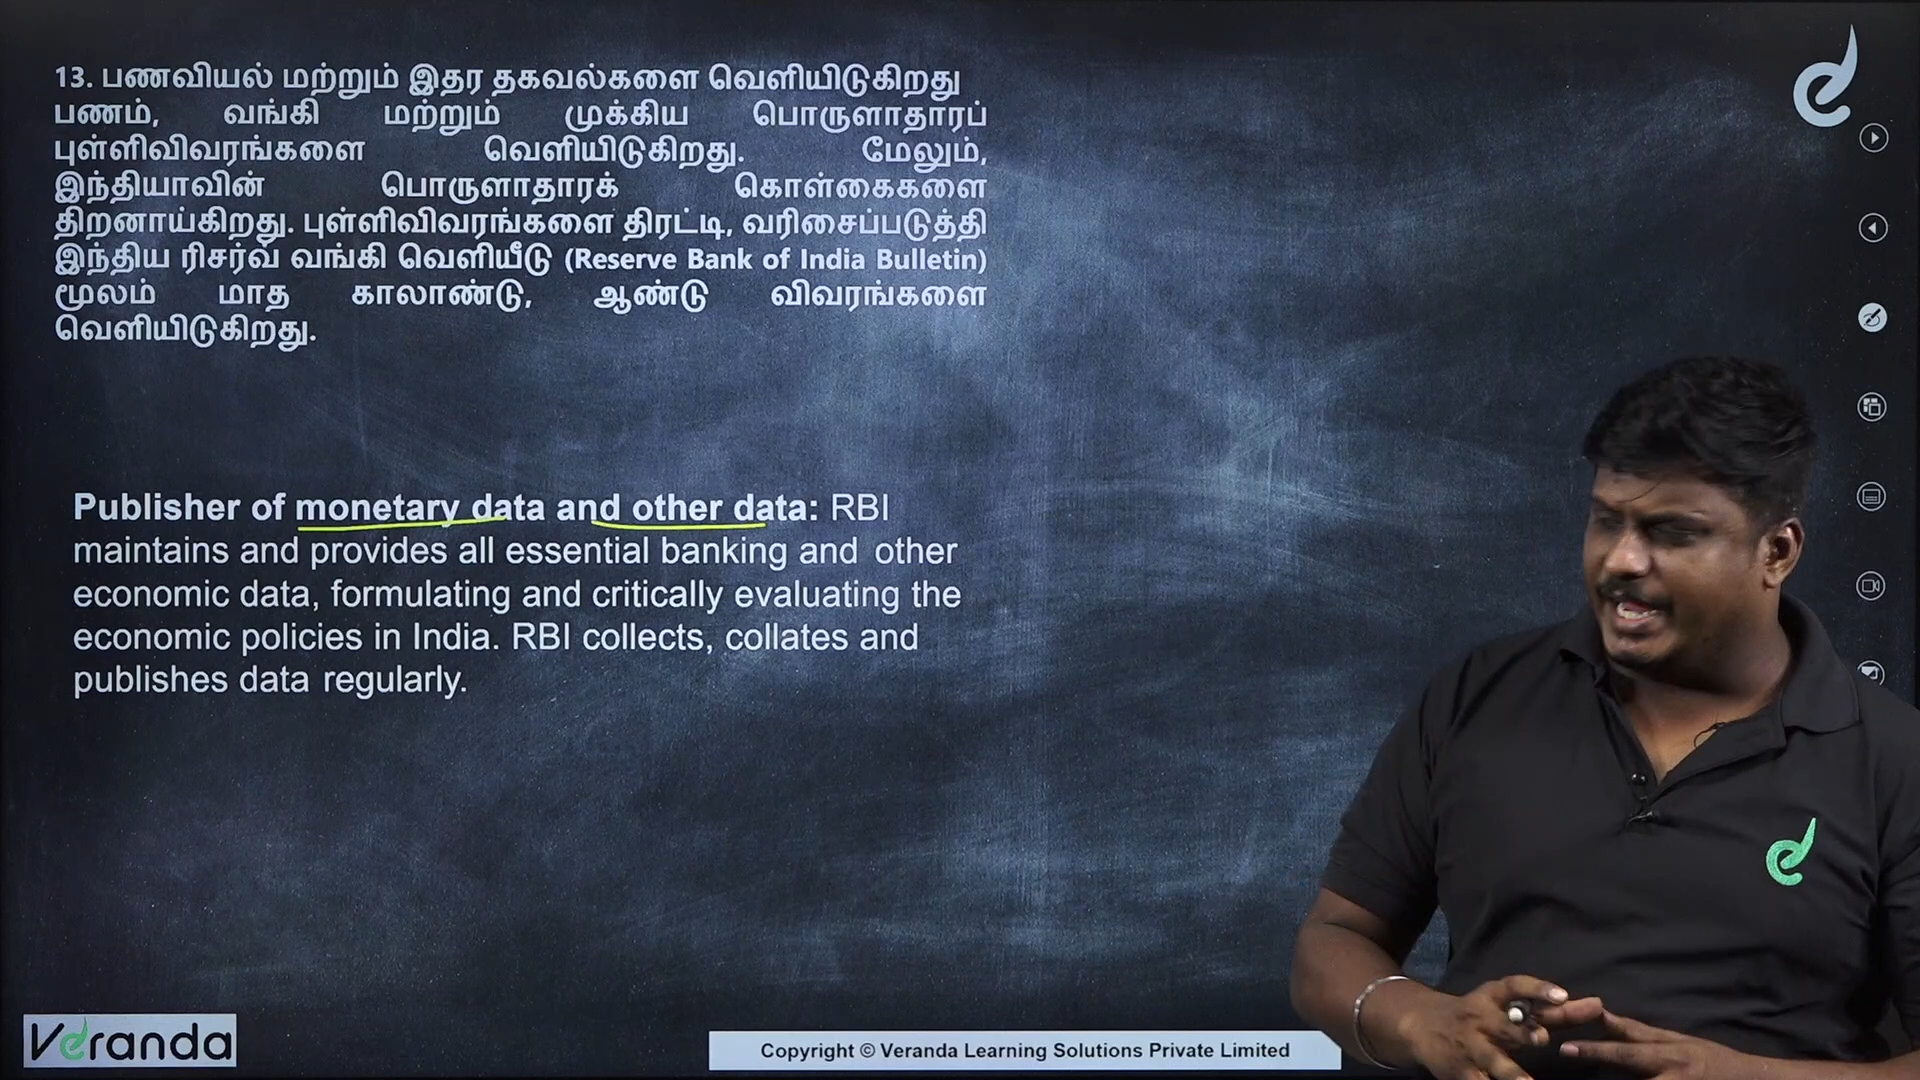 13. பணவியல் மற்றும் இதர தகவல்களை வெளியிடுகிறது
பணம், வங்கி மற்றும் முக்கிய பொருளாதாரப்
புள்ளிவிவரங்களை வெளியிடுகிறது. மேலும்,
இந்தியாவின் பொருளாதாரக் கொள்கைகளை
திறனாய்கிறது. புள்ளிவிவரங்களை திரட்டி, வரிசைப்படுத்தி
இந்திய ரிசர்வ் வங்கி வெளியீடு (Reserve Bank of India Bulletin)
மூலம் மாத காலாண்டு, ஆண்டு விவரங்களை
வெளியிடுகிறது.
Publisher of monetary data and other data: RBI
maintains and provides all essential banking and other
economic data, formulating and critically evaluating the
economic policies in India. RBI collects, collates and
publishes data regularly.
Veranda
Copyright © Veranda Learning Solutions Private Limited